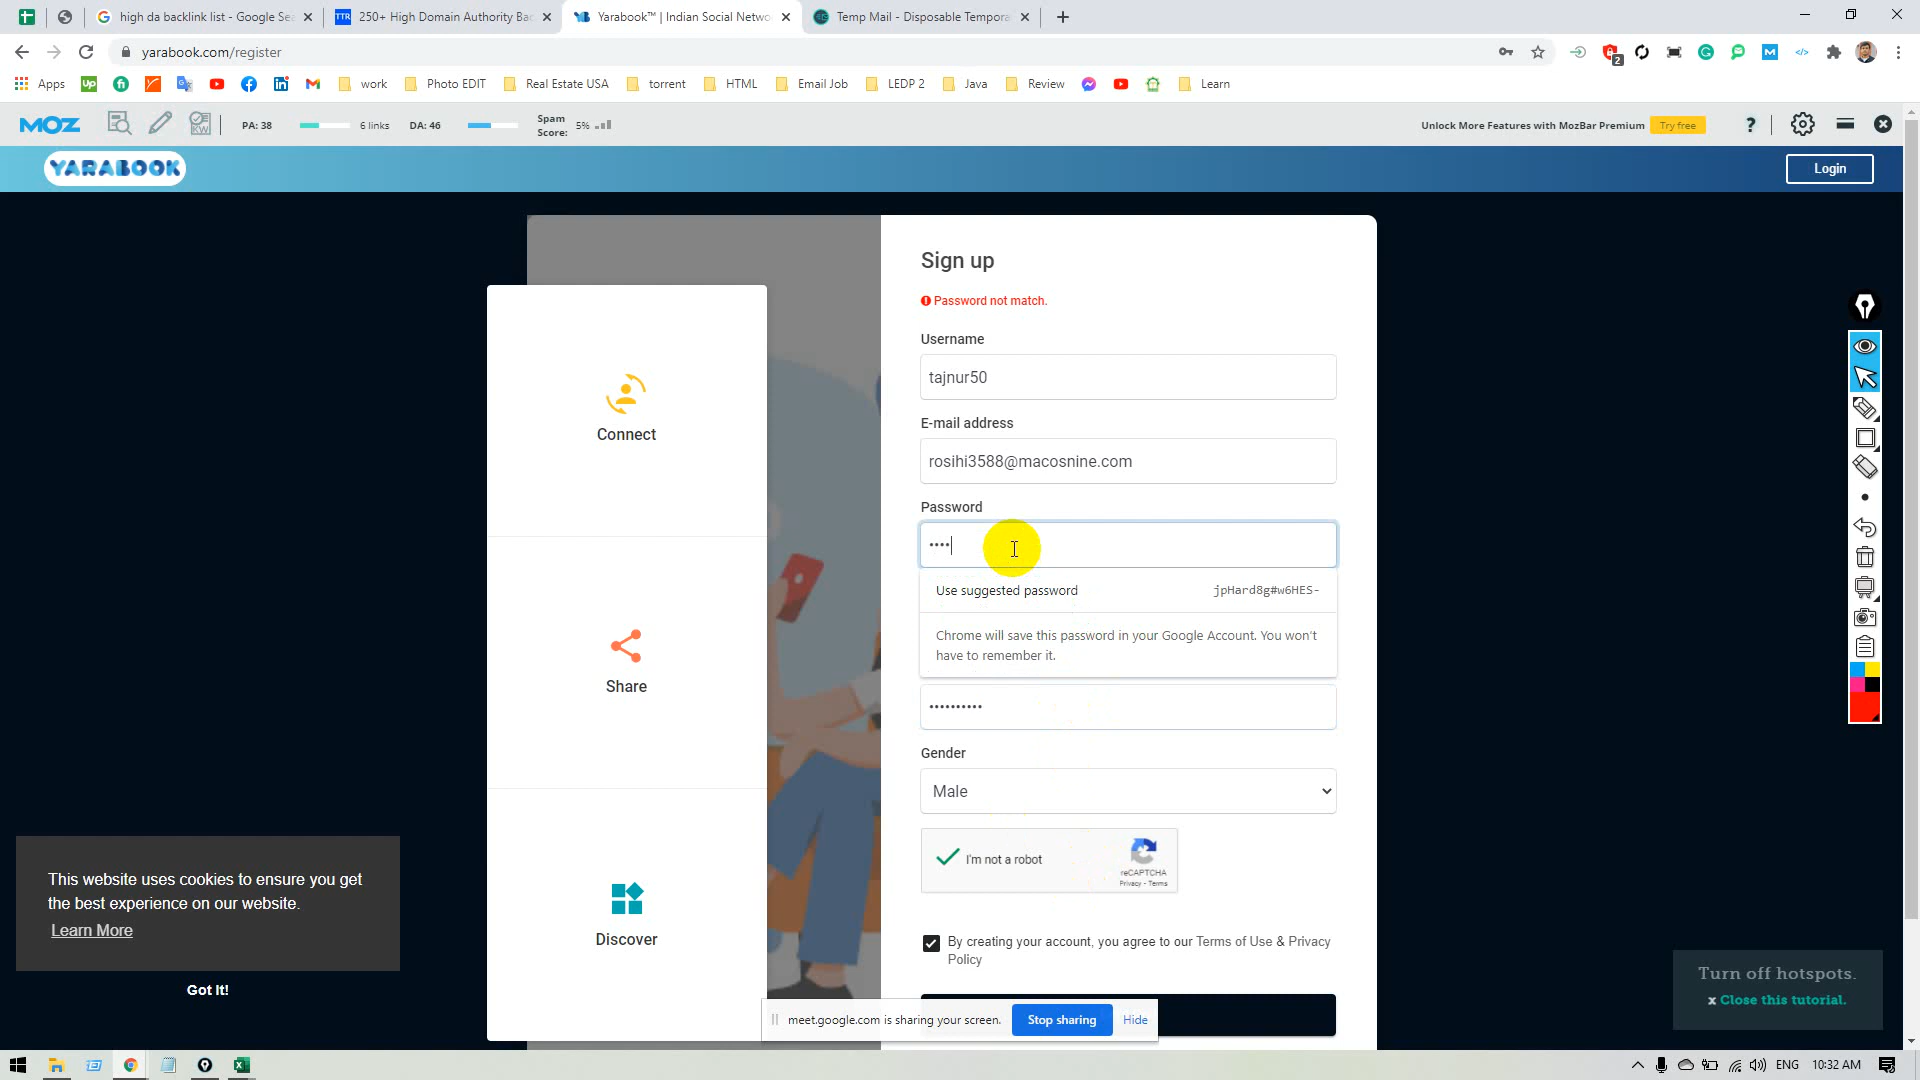 high da backlink list - Google Sea
250+ High Domain Authority Bac
Yarabook™ | Indian Social Netwo
Temp Mail - Disposable Tempora
yarabook.com/register
2
Apps
Up
work
Photo EDIT
Real Estate USA
torrent
HTML
Email Job
LEDP 2
Java
Review
Learn
MOZ
PA: 38
6 links
DA: 46
Spam
Score:
5%
Unlock More Features with MozBar Premium
Try free
?
YARABOOK
Login
Sign up
Password not match.
Username
tajnur50
E-mail address
rosihi3588@macosnine.com
Password
••••
Use suggested password
jpHard8g#w6HES-
Chrome will save this password in your Google Account. You won't
have to remember it.
••••••••••
Gender
Male
I'm not a robot
reCAPTCHA
Privacy - Terms
By creating your account, you agree to our Terms of Use & Privacy
Policy
Connect
Share
Discover
This website uses cookies to ensure you get
the best experience on our website.
Learn More
Got It!
Turn off hotspots.
x Close this tutorial.
meet.google.com is sharing your screen.
Stop sharing
Hide
ENG
10:32 AM